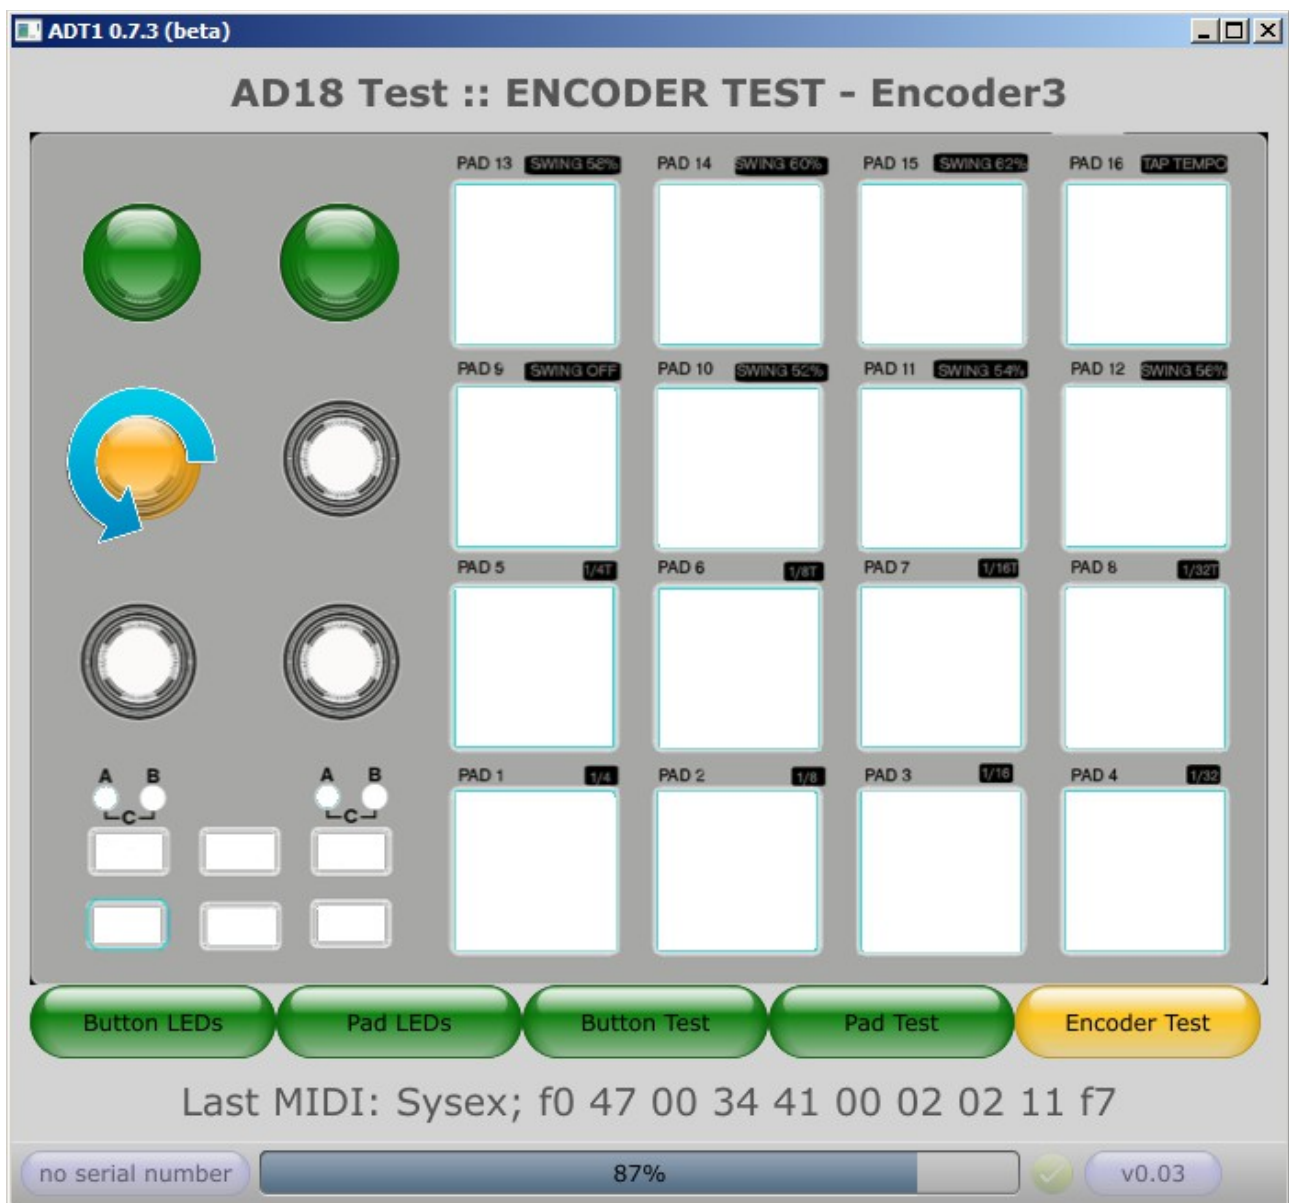 ADT1 0.7.3 (beta)
AD18 Test :: ENCODER TEST - Encoder3
PAD 13 SWING 58% PAD 14 SWING 60% PAD 15 SWING 62% PAD 16 TAP TEMPO
PAD 9 SWING OFF PAD 10 SWING 52% PAD 11 SWING 54% PAD 12 SWING 56%
PAD 5 1/4T PAD 6 1/8T PAD 7 1/16T PAD 8 1/32T
A B A B PAD 1 1/4 PAD 2 1/8 PAD 3 1/16 PAD 4 1/32
C C
Button LEDs Pad LEDs Button Test Pad Test Encoder Test
Last MIDI: Sysex; f0 47 00 34 41 00 02 02 11 f7
no serial number 87% v0.03